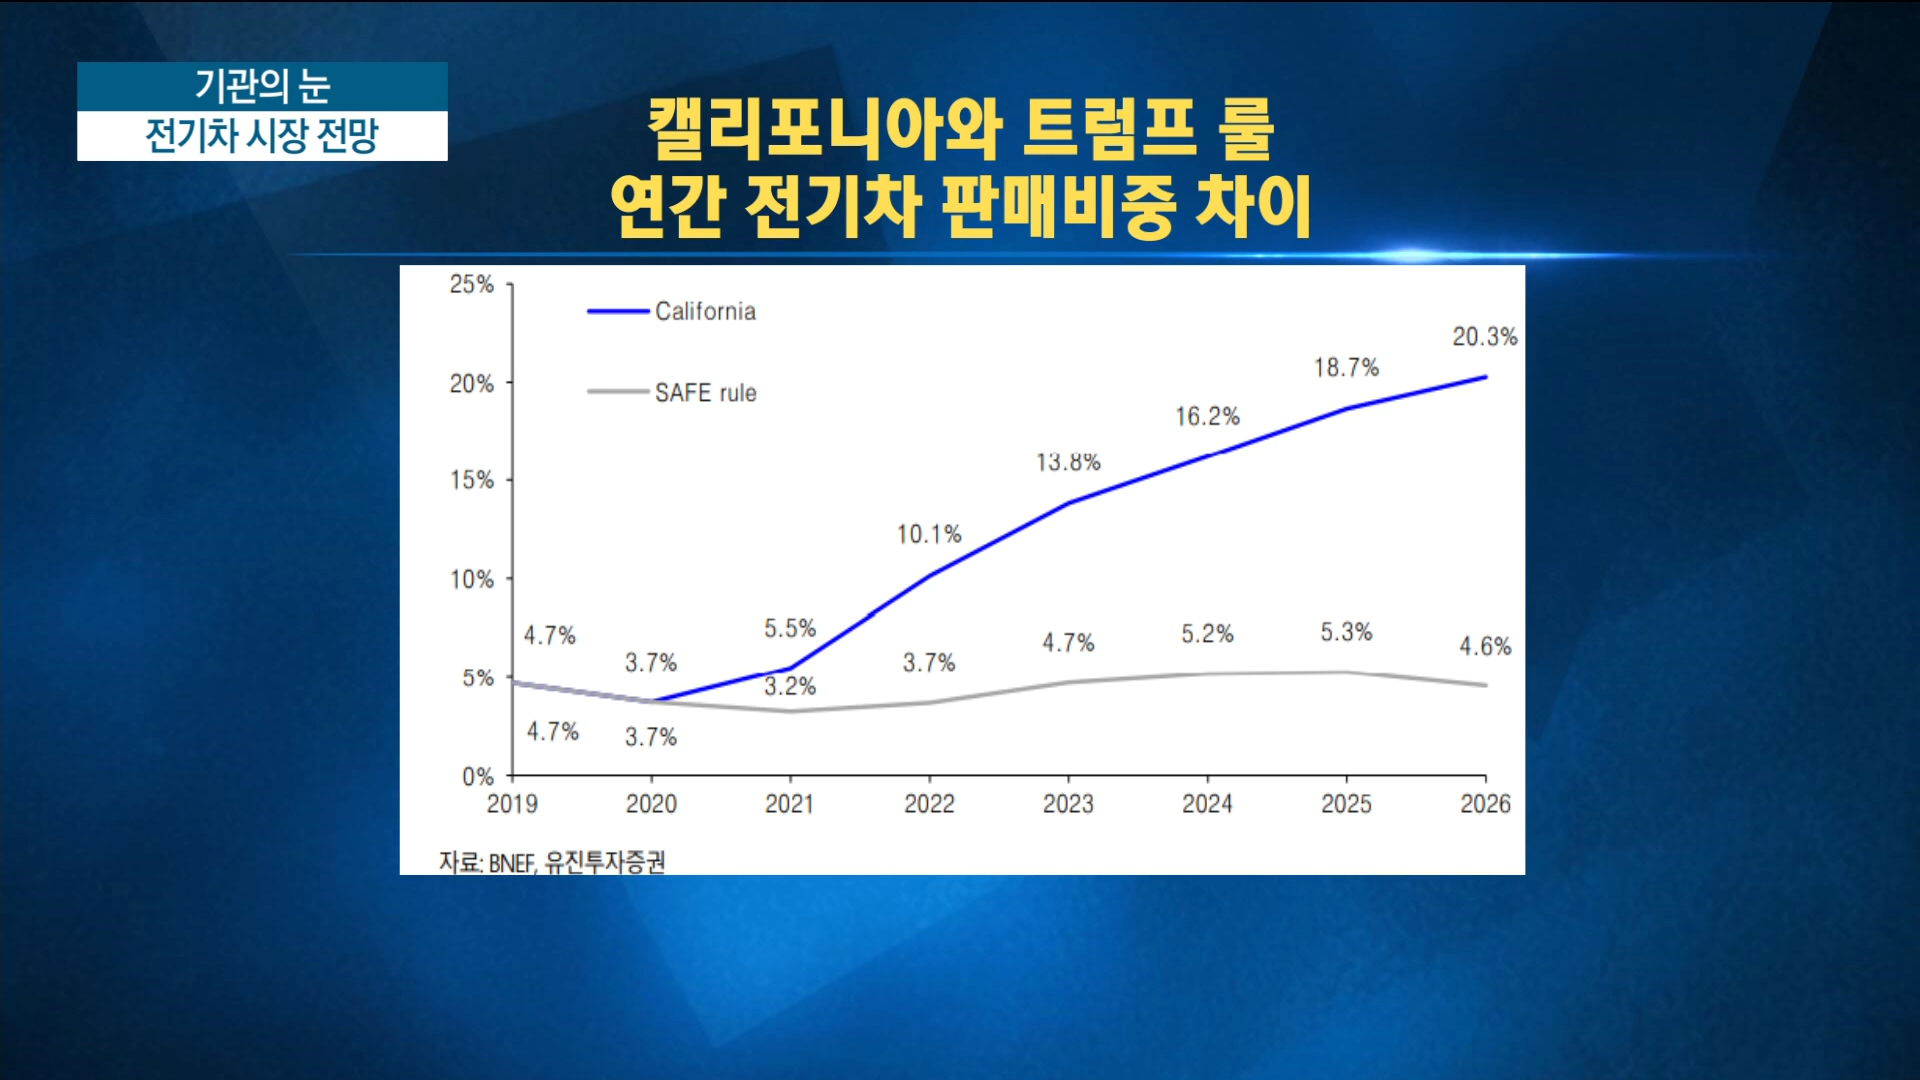 기관의 눈
전기차 시장 전망
캘리포니아와 트럼프 룰
연간 전기차 판매비중 차이
25%
California
20.3%
18.7%
20%
SAFE rule
16.2%
15%
13.8%
10.1%
10%
4.7%
5.5%
3.7%
3.7%
4.7%
5.2%
5.3%
4.6%
5%
3.2%
4.7%
3.7%
0%
2019 2020 2021 2022 2023 2024 2025 2026
자료: BNEF, 유진투자증권